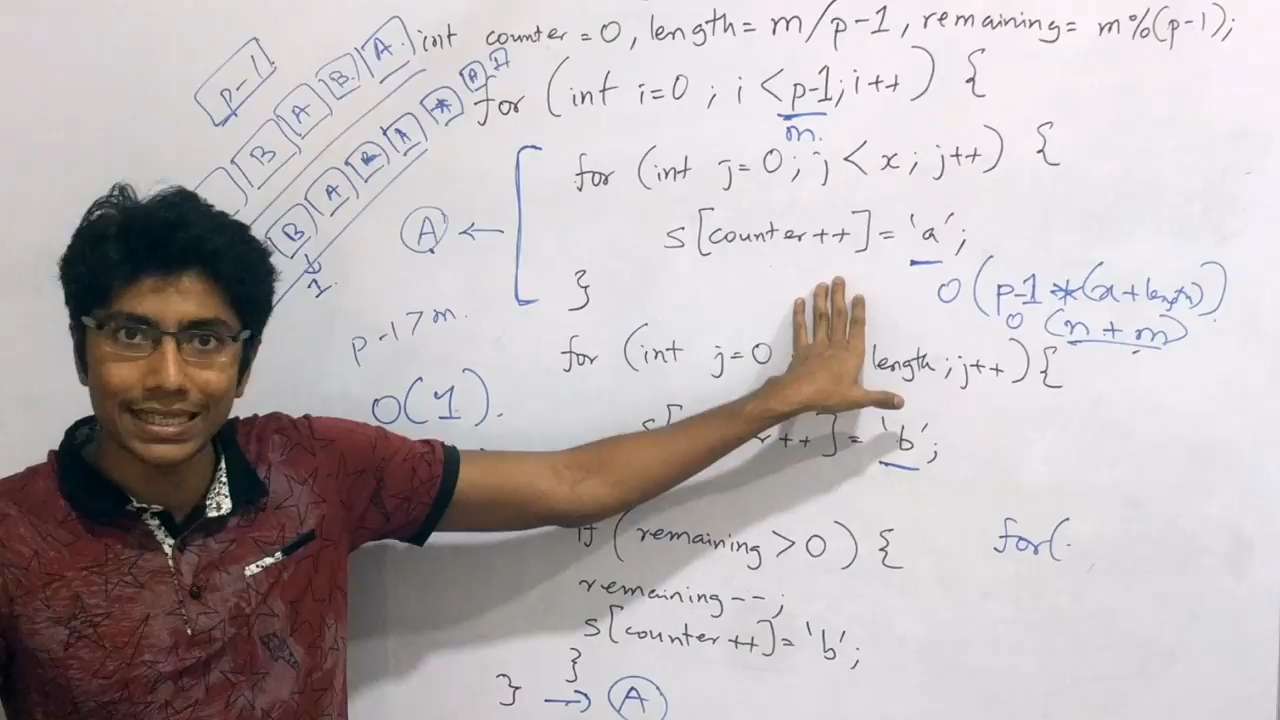 int counter = 0, length = m/p-1, remaining = m%(p-1);
for (int i=0 ; i < p-1; i++) {
m.
for (int j=0; j < x; j++) {
s[counter++] = 'a';
}
for (int j=0 length; j++) {
s[ ++] = 'b';
if (remaining > 0) {
remaining--;
s[counter++] = 'b';
}
} → A
p-1
B A B A
B A B A * A
1
A ←
p-1 > m.
O(1).
O(p-1 * (x + length))
O(n + m)
for(.